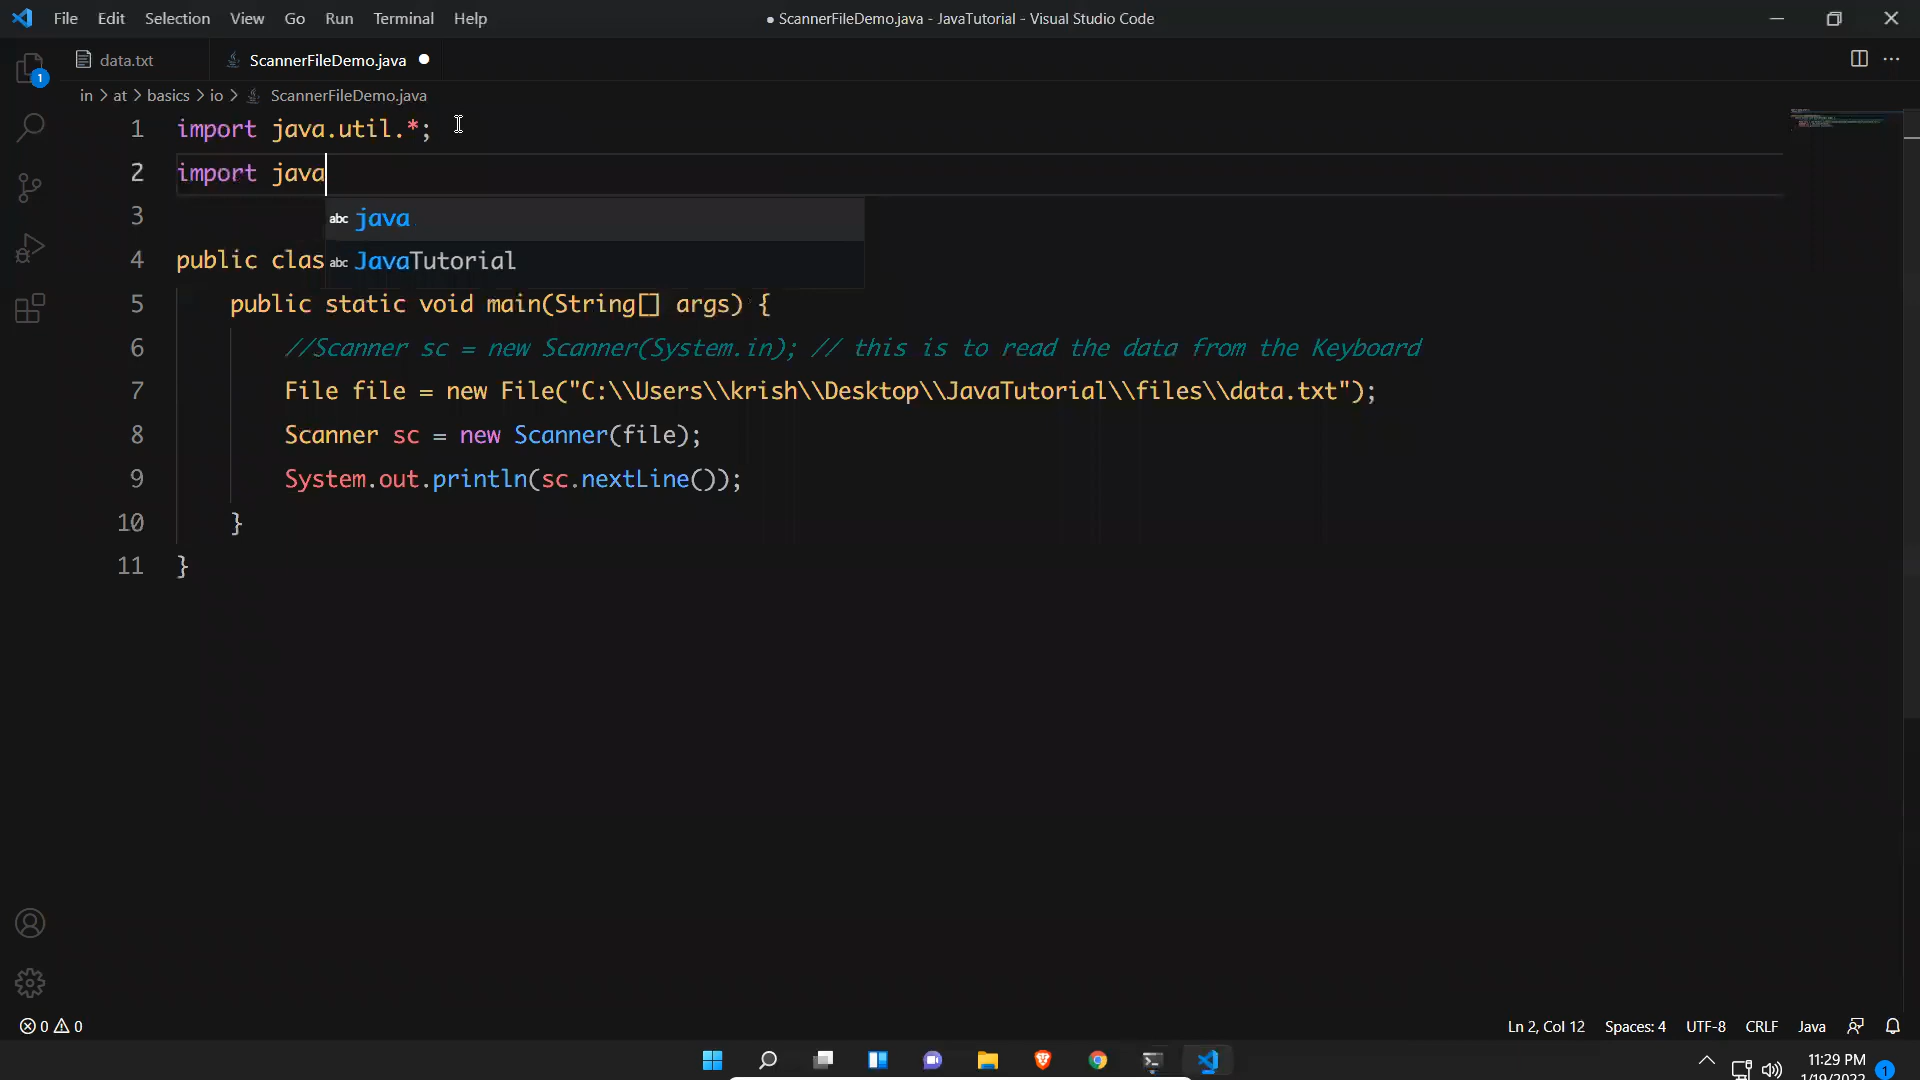 File Edit Selection View Go Run Terminal Help
● ScannerFileDemo.java - JavaTutorial - Visual Studio Code
data.txt ScannerFileDemo.java
in > at > basics > io > ScannerFileDemo.java
1 import java.util.*;
2 import java
abc java
abc JavaTutorial
3
4 public clas
5 public static void main(String[] args) {
6 //Scanner sc = new Scanner(System.in); // this is to read the data from the Keyboard
7 File file = new File("C:\\Users\\krish\\Desktop\\JavaTutorial\\files\\data.txt");
8 Scanner sc = new Scanner(file);
9 System.out.println(sc.nextLine());
10 }
11 }
1
0 0
Ln 2, Col 12 Spaces: 4 UTF-8 CRLF Java
11:29 PM
1/19/2022
1